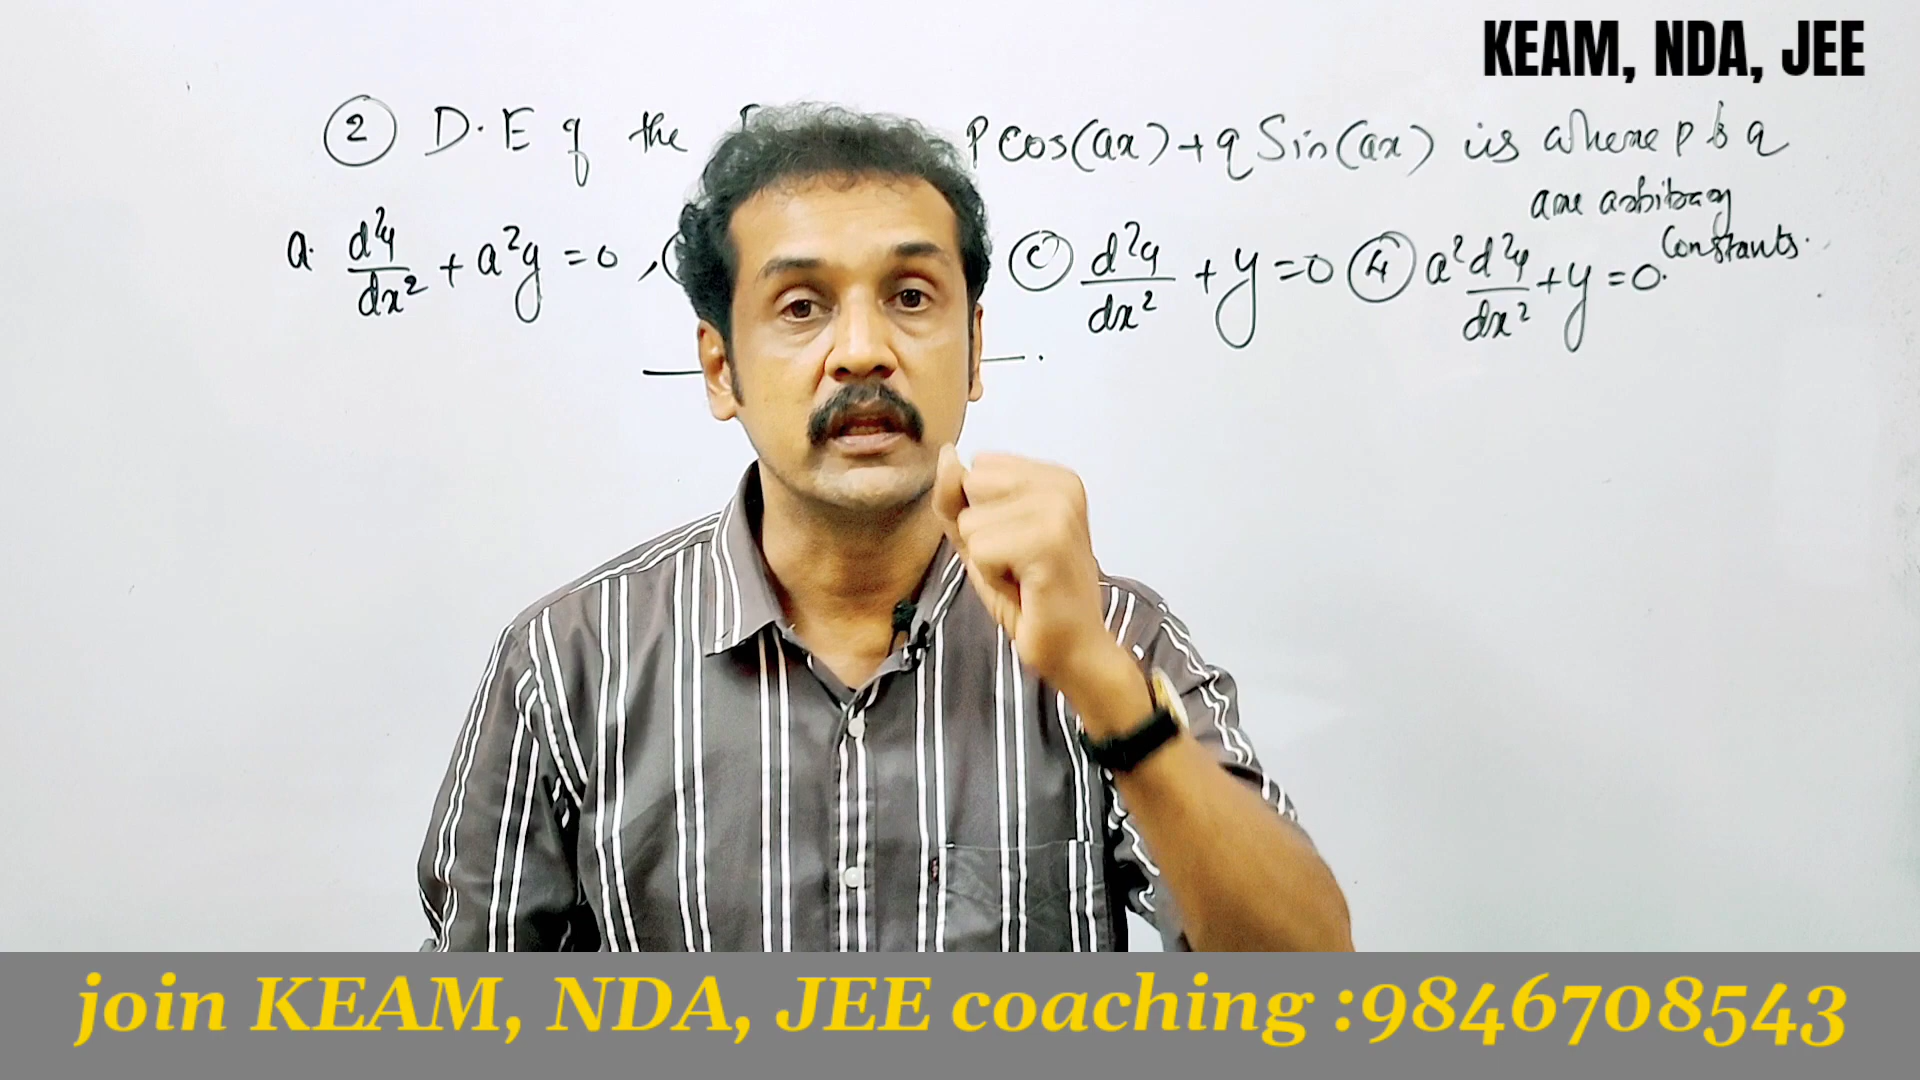 KEAM, NDA, JEE
② D.E of the P cos(ax) + q Sin(ax) is where p & q
are arbitrary
constants.
a. d²y/dx² + a²y = 0 , ⓒ d²y/dx² + y = 0 ④ a² d²y/dx² + y = 0.
join KEAM, NDA, JEE coaching :9846708543